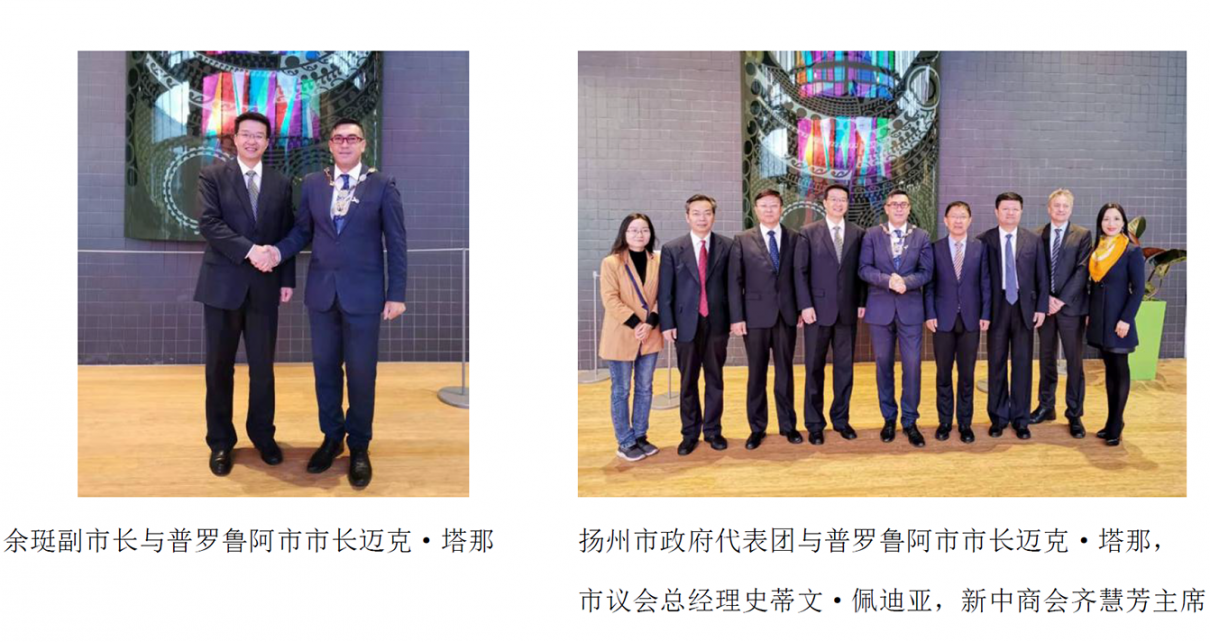 余珽副市长与普罗鲁阿市市长迈克·塔那
扬州市政府代表团与普罗鲁阿市市长迈克·塔那，
市议会总经理史蒂文·佩迪亚，新中商会齐慧芳主席